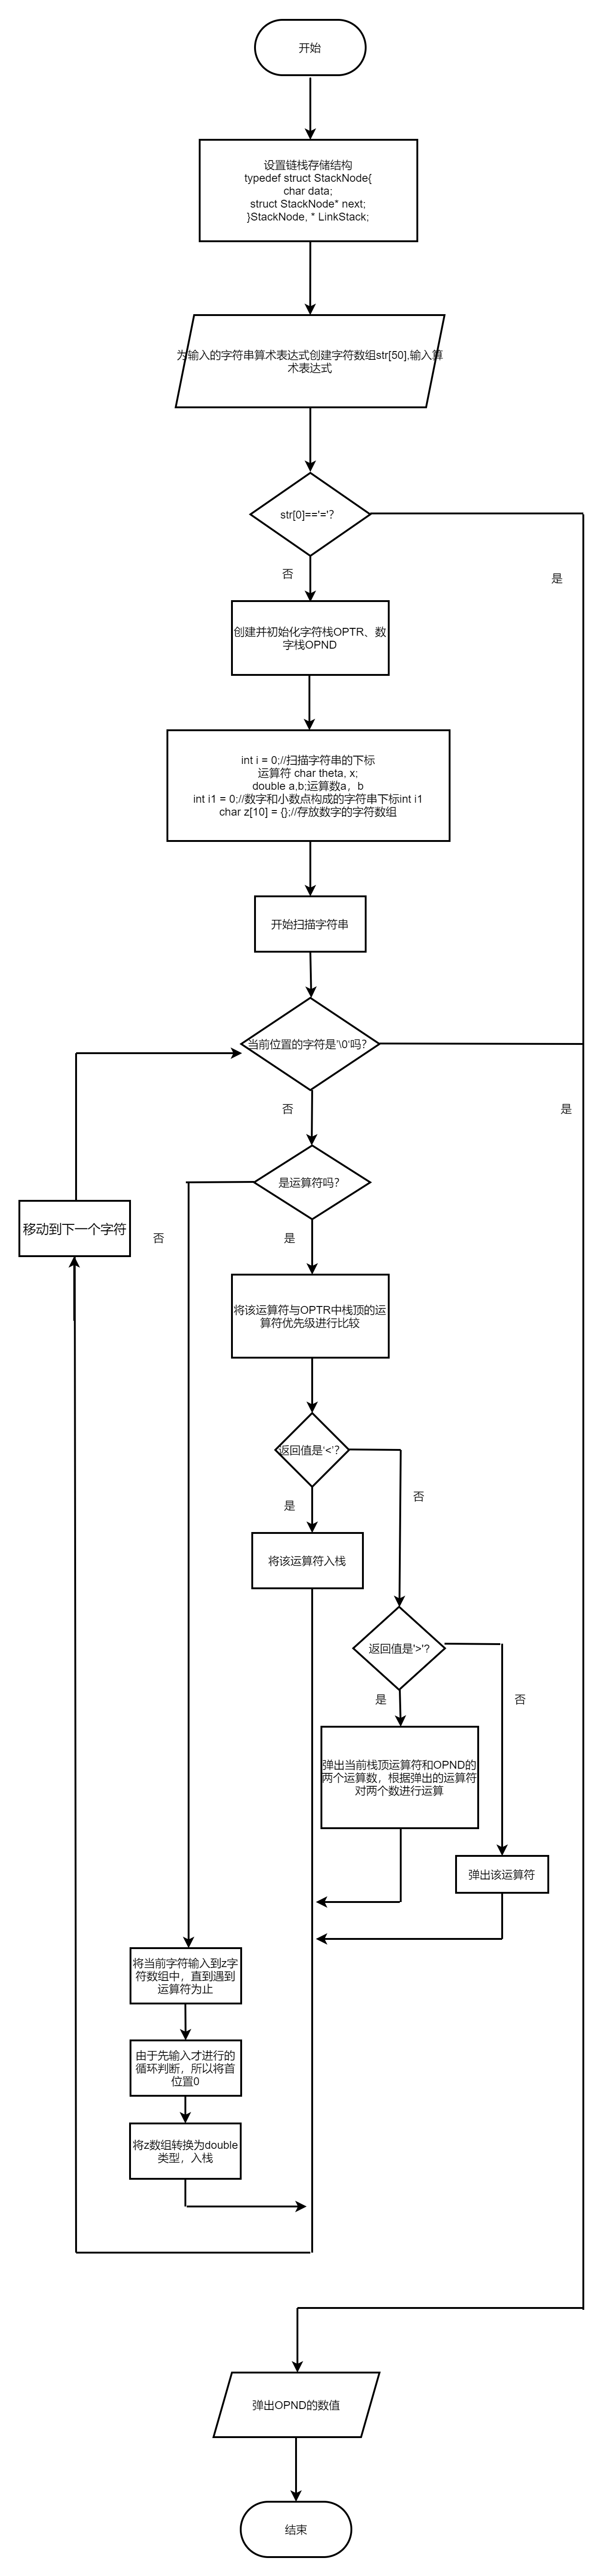 开始
设置链栈存储结构
typedef struct StackNode{
char data;
struct StackNode* next;
}StackNode, * LinkStack;
为输入的字符串算术表达式创建字符数组str[50],输入算
术表达式
str[0]=='='?
否
是
创建并初始化字符栈OPTR、数
字栈OPND
int i = 0;//扫描字符串的下标
运算符 char theta, x;
double a,b;运算数a，b
int i1 = 0;//数字和小数点构成的字符串下标int i1
char z[10] = {};//存放数字的字符数组
开始扫描字符串
当前位置的字符是'\0'吗?
否
是
是运算符吗?
移动到下一个字符
否
是
将该运算符与OPTR中栈顶的运
算符优先级进行比较
返回值是'<'?
否
是
将该运算符入栈
返回值是'>'?
是
否
弹出当前栈顶运算符和OPND的
两个运算数，根据弹出的运算符
对两个数进行运算
弹出该运算符
将当前字符输入到z字
符数组中，直到遇到
运算符为止
由于先输入才进行的
循环判断，所以将首
位置0
将z数组转换为double
类型，入栈
弹出OPND的数值
结束